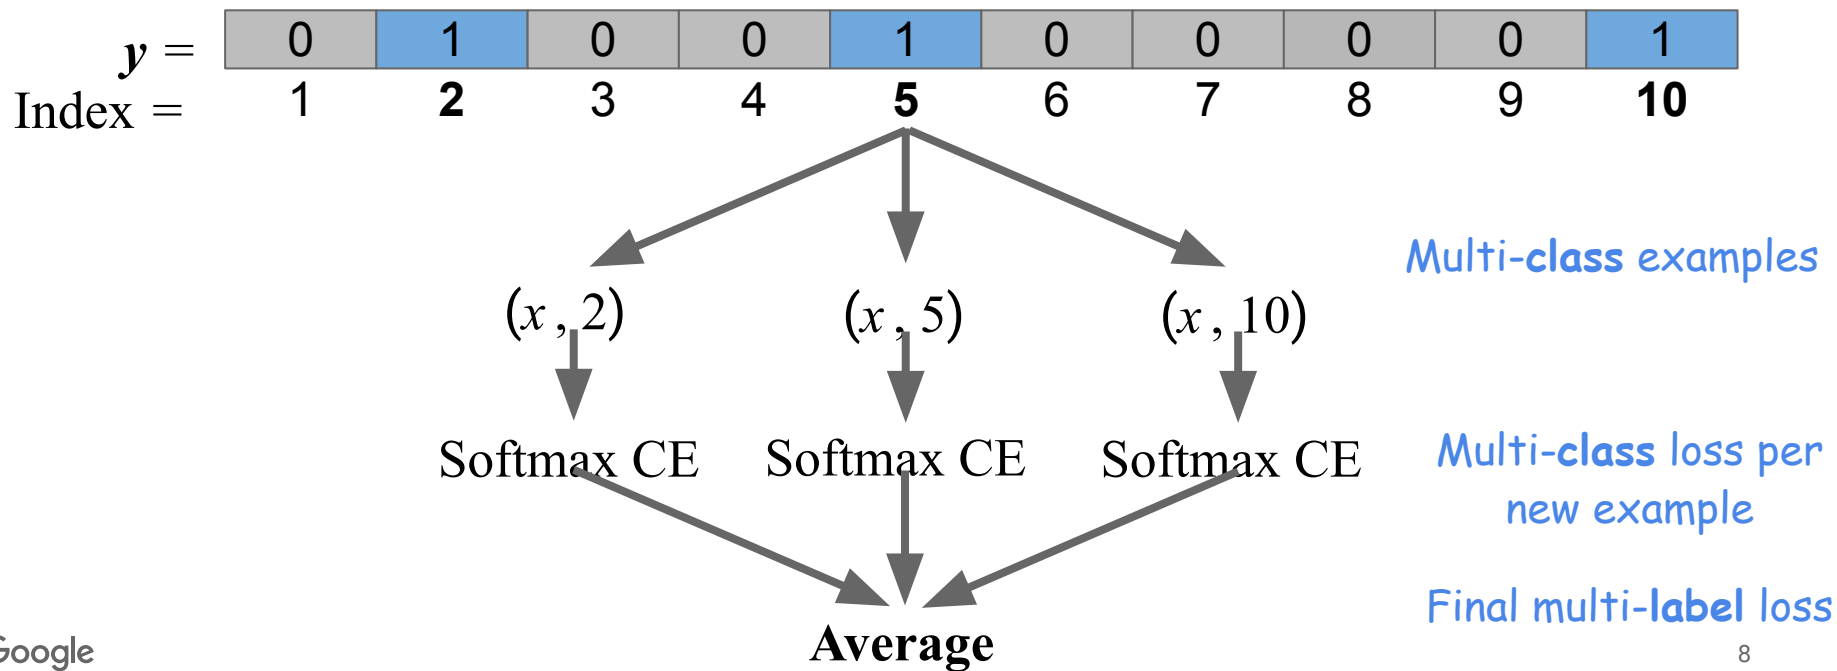 y = 0 1 0 0 1 0 0 0 0 1
Index = 1 2 3 4 5 6 7 8 9 10
Multi-class examples
(x, 2) (x, 5) (x, 10)
Softmax CE Softmax CE Softmax CE
Multi-class loss per
new example
Final multi-label loss
Average
Google
8